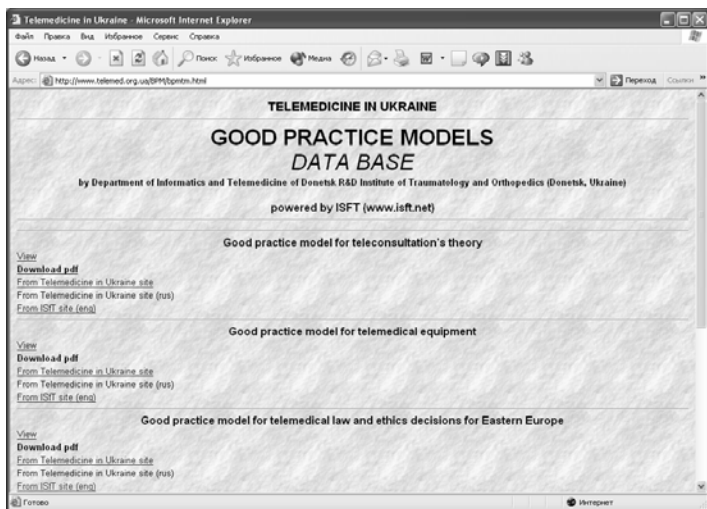 Telemedicine in Ukraine - Microsoft Internet Explorer
Файл Правка Вид Избранное Сервис Справка
Назад Поиск Избранное Медиа
Адрес: http://www.telemed.org.ua/BPM/bpmtm.html Переход Ссылки
TELEMEDICINE IN UKRAINE
GOOD PRACTICE MODELS
DATA BASE
by Department of Informatics and Telemedicine of Donetsk R&D Institute of Traumatology and Orthopedics (Donetsk, Ukraine)
powered by ISFT (www.isft.net)
Good practice model for teleconsultation's theory
View
Download pdf
From Telemedicine in Ukraine site
From Telemedicine in Ukraine site (rus)
From ISfT site (eng)
Good practice model for telemedical equipment
View
Download pdf
From Telemedicine in Ukraine site
From Telemedicine in Ukraine site (rus)
From ISfT site (eng)
Good practice model for telemedical law and ethics decisions for Eastern Europe
View
Download pdf
From Telemedicine in Ukraine site
From Telemedicine in Ukraine site (rus)
From ISfT site (eng)
Готово Интернет